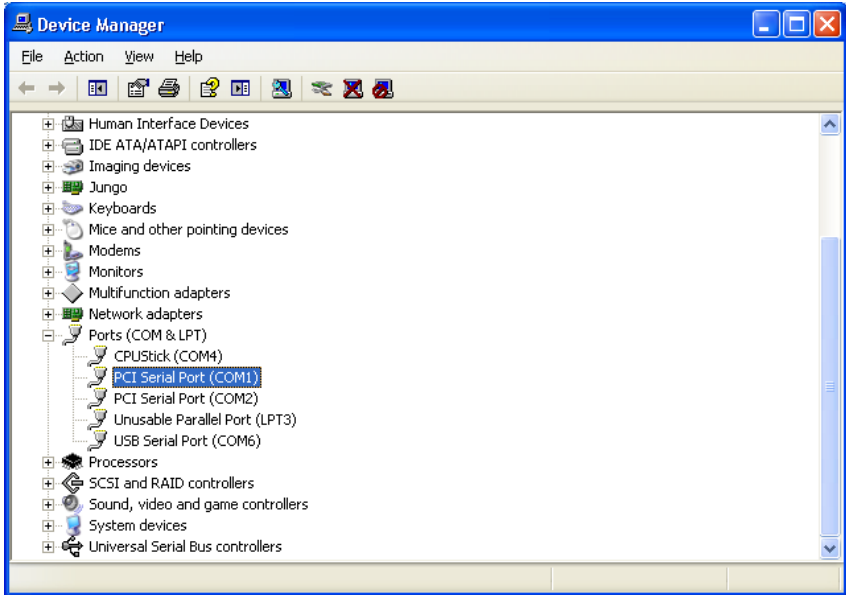 Device Manager
File Action View Help
Human Interface Devices
IDE ATA/ATAPI controllers
Imaging devices
Jungo
Keyboards
Mice and other pointing devices
Modems
Monitors
Multifunction adapters
Network adapters
Ports (COM & LPT)
CPUStick (COM4)
PCI Serial Port (COM1)
PCI Serial Port (COM2)
Unusable Parallel Port (LPT3)
USB Serial Port (COM6)
Processors
SCSI and RAID controllers
Sound, video and game controllers
System devices
Universal Serial Bus controllers